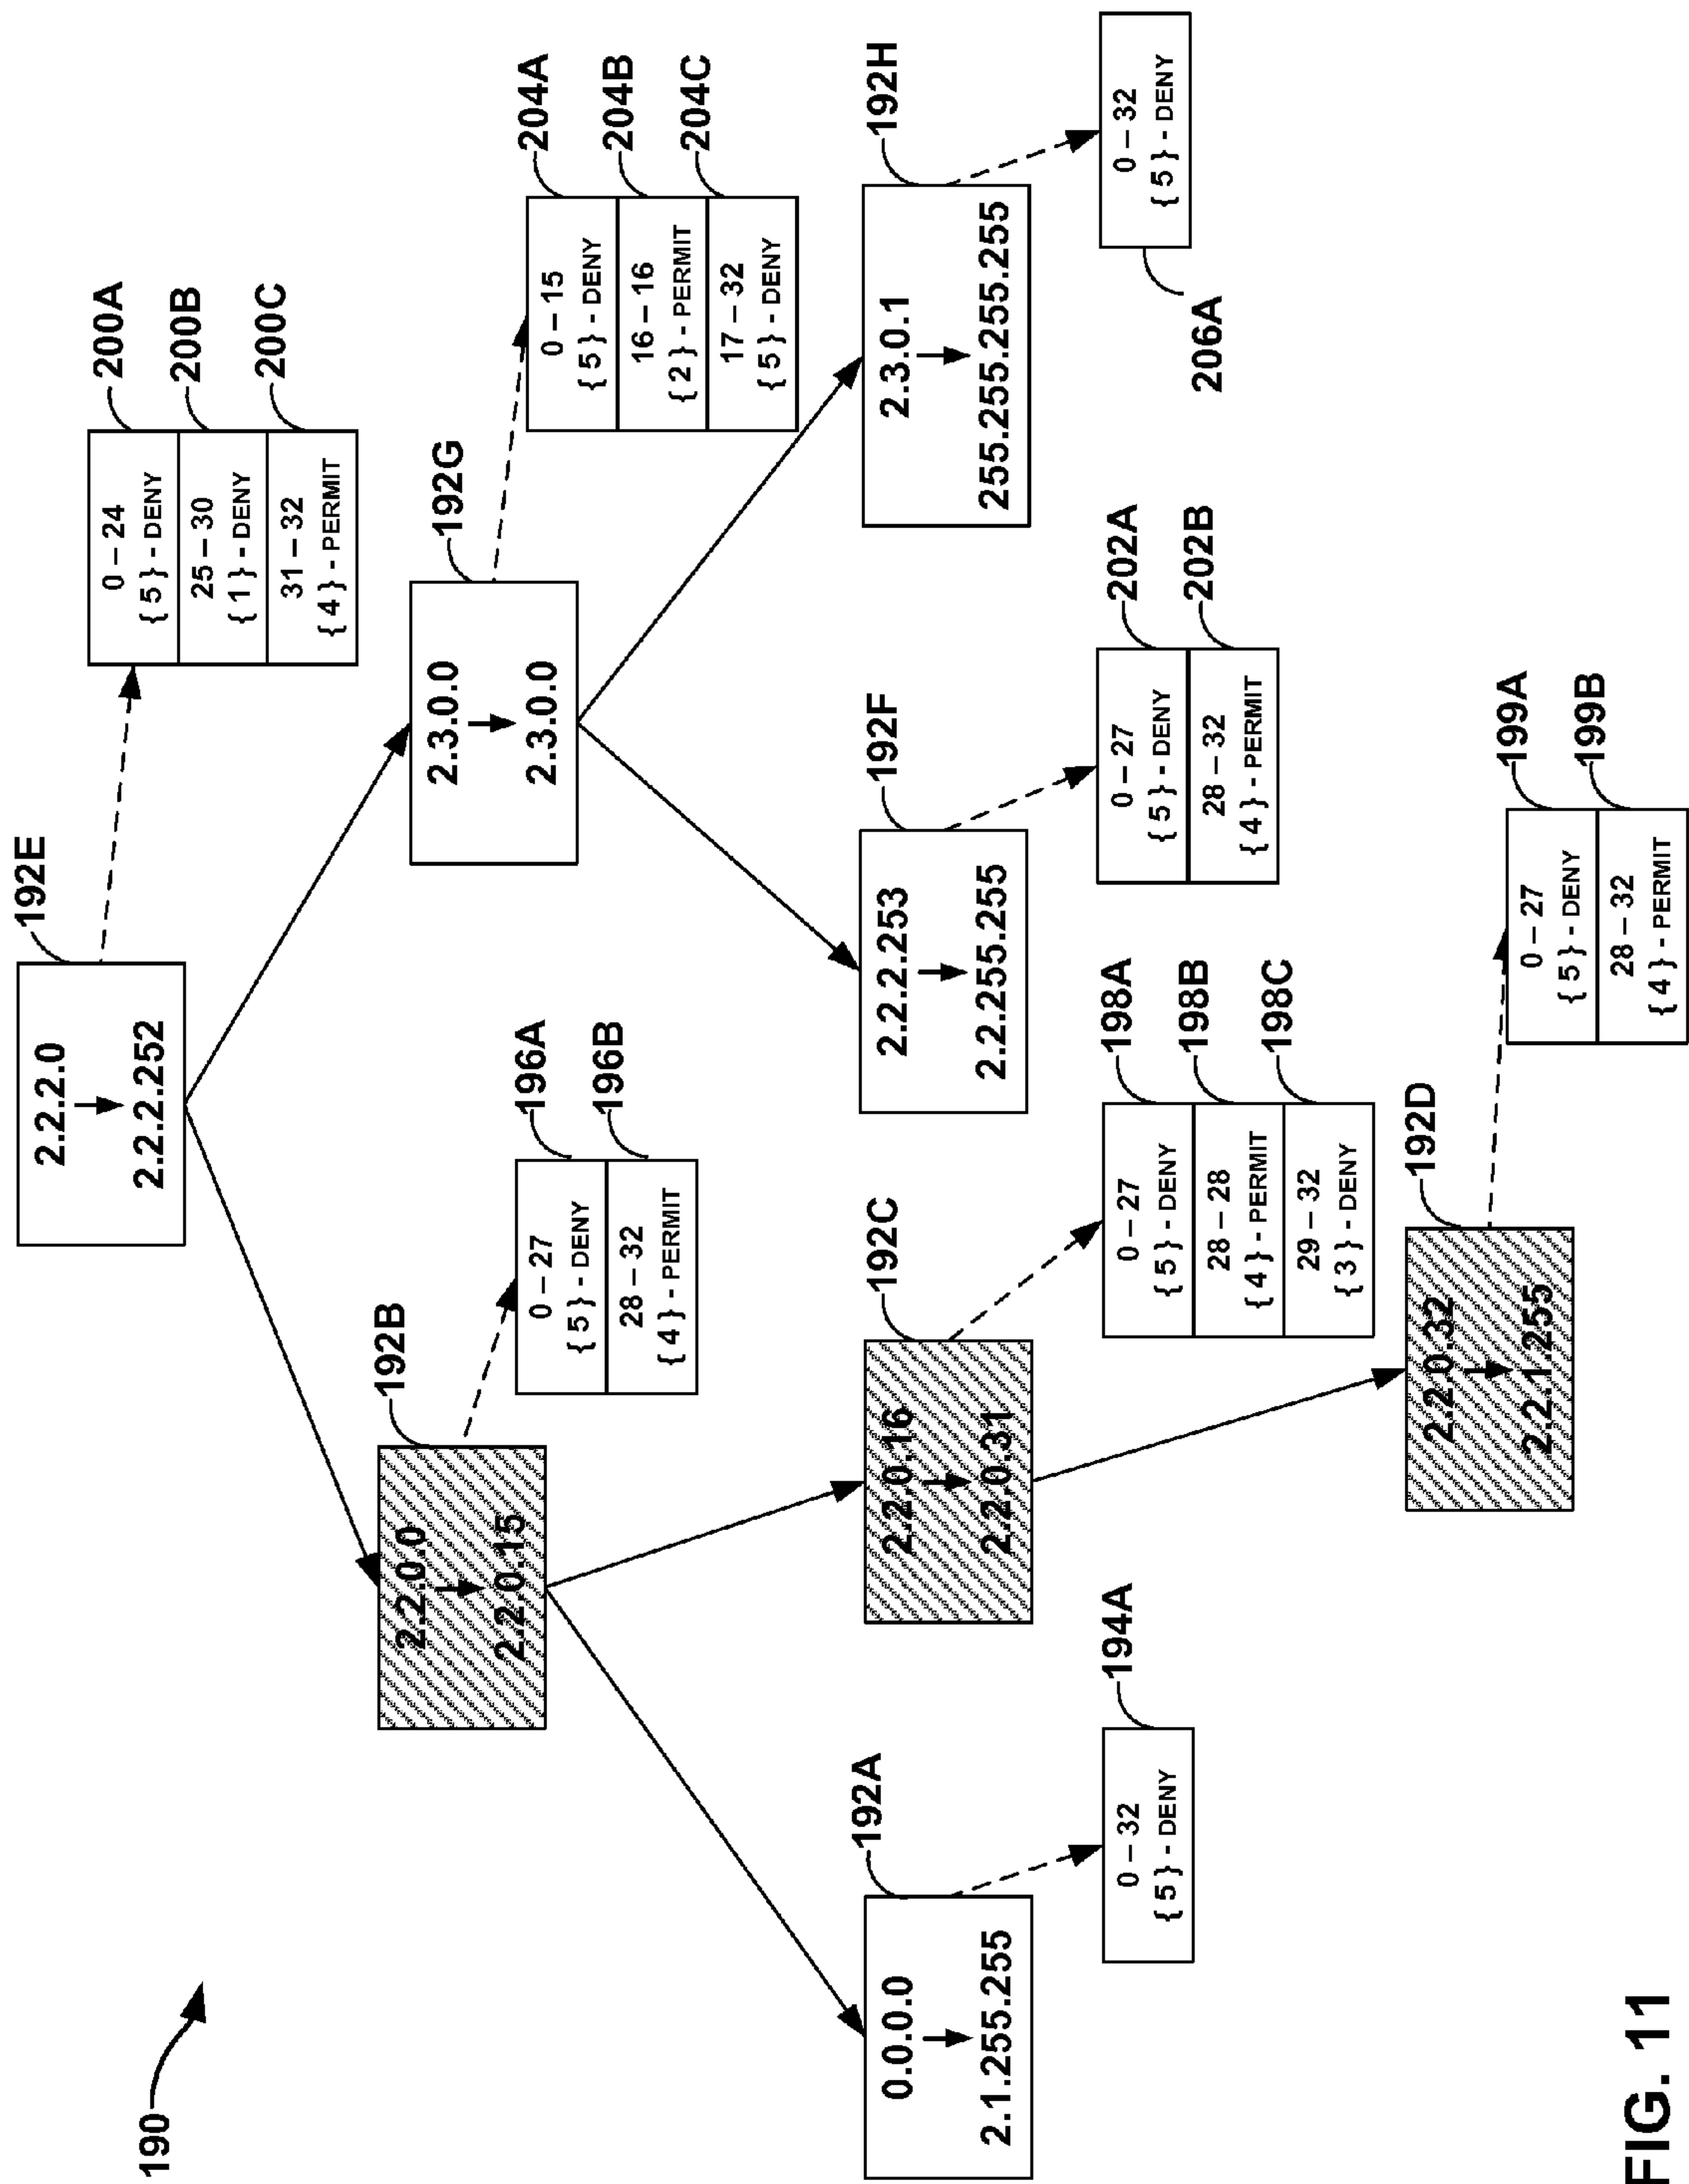 190
192E
2.2.2.0
2.2.2.252
0 – 24
{ 5 } - DENY
25 – 30
{ 1 } - DENY
31 – 32
{ 4 } - PERMIT
200A
200B
200C
192B
2.2.0.0
2.2.0.15
0 – 27
{ 5 } - DENY
28 – 32
{ 4 } - PERMIT
196A
196B
192G
2.3.0.0
2.3.0.0
0 – 15
{ 5 } - DENY
16 – 16
{ 2 } - PERMIT
17 – 32
{ 5 } - DENY
204A
204B
204C
192A
0.0.0.0
2.1.255.255
0 – 32
{ 5 } - DENY
194A
192C
2.2.0.16
2.2.0.31
0 – 27
{ 5 } - DENY
28 – 28
{ 4 } - PERMIT
29 – 32
{ 3 } - DENY
198A
198B
198C
192F
2.2.2.253
2.2.255.255
0 – 27
{ 5 } - DENY
28 – 32
{ 4 } - PERMIT
202A
202B
192H
2.3.0.1
255.255.255.255
0 – 32
{ 5 } - DENY
206A
192D
2.2.0.32
2.2.1.255
0 – 27
{ 5 } - DENY
28 – 32
{ 4 } - PERMIT
199A
199B
FIG. 11